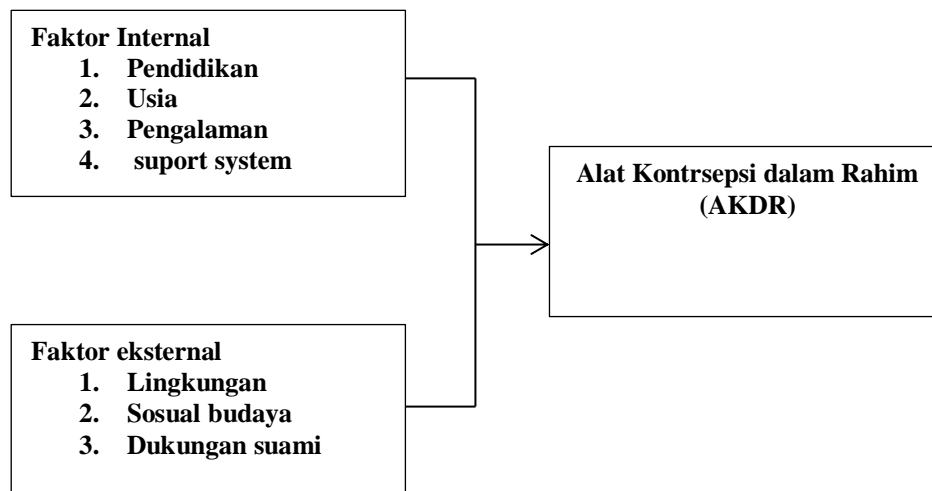 Faktor Internal
1. Pendidikan
2. Usia
3. Pengalaman
4. suport system
Alat Kontrsepsi dalam Rahim
(AKDR)
Faktor eksternal
1. Lingkungan
2. Sosual budaya
3. Dukungan suami